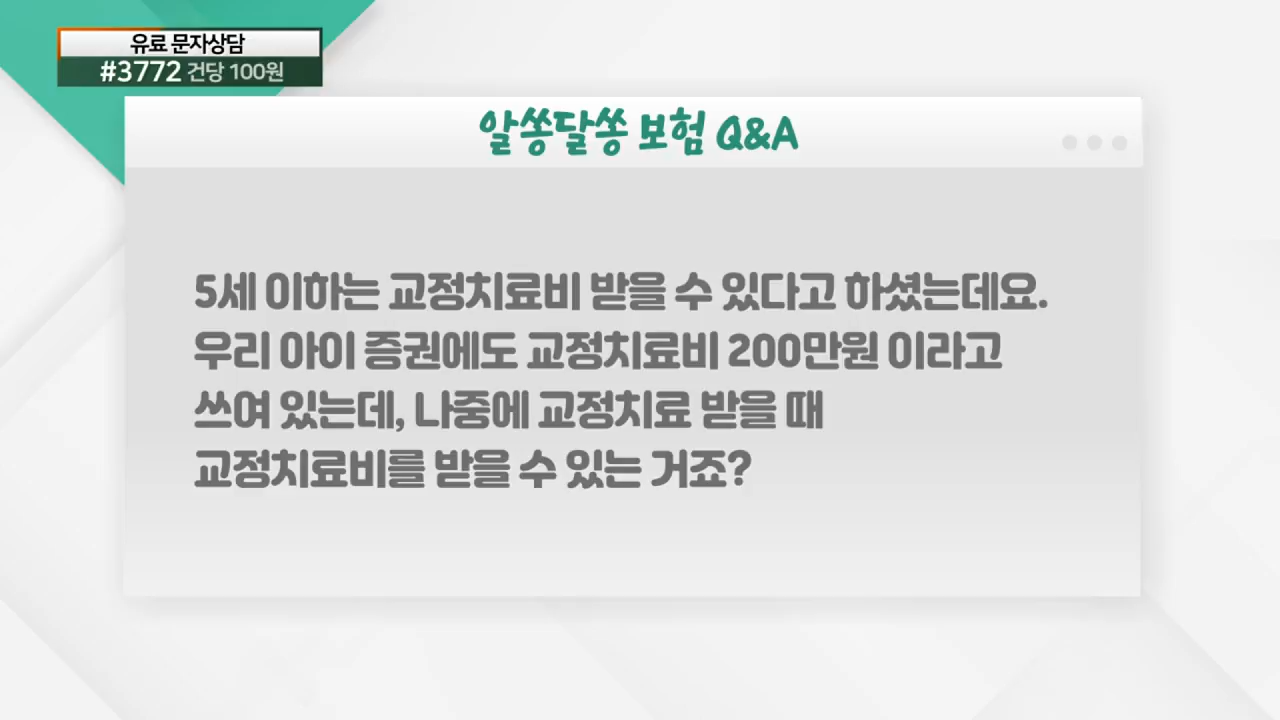 유료 문자상담
#3772 건당 100원
알쏭달쏭 보험 Q&A
5세 이하는 교정치료비 받을 수 있다고 하셨는데요.
우리 아이 증권에도 교정치료비 200만원 이라고
쓰여 있는데, 나중에 교정치료 받을 때
교정치료비를 받을 수 있는 거죠?